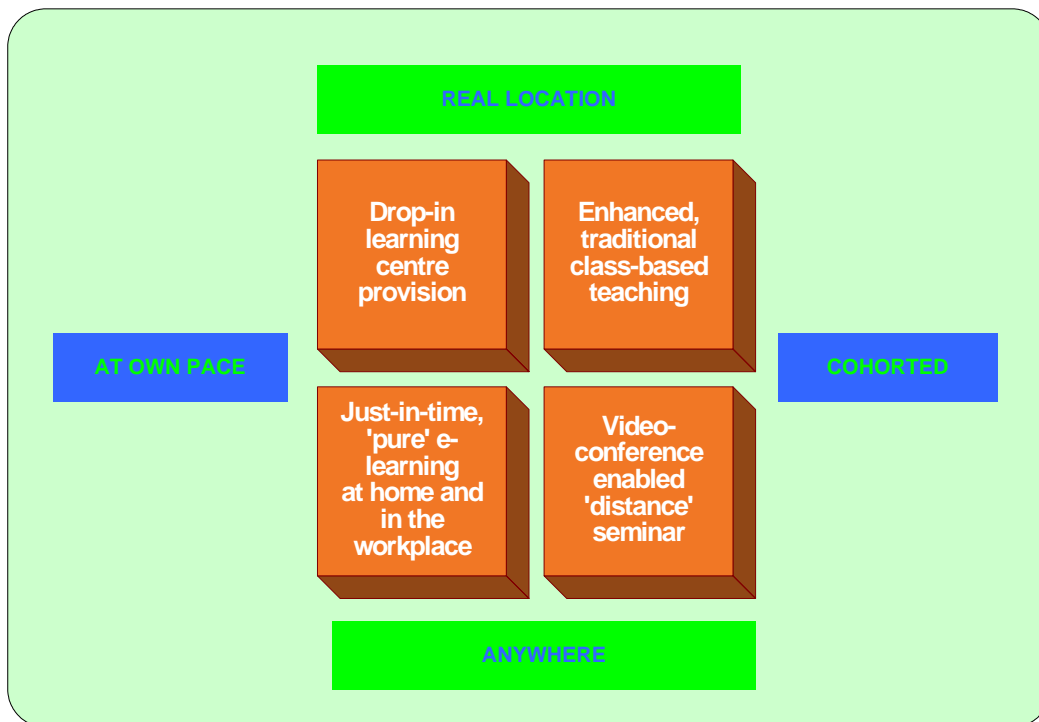 REAL LOCATION
Drop-in
learning
centre
provision
Enhanced,
traditional
class-based
teaching
AT OWN PACE
COHORTED
Just-in-time,
'pure' e-
learning
at home and
in the
workplace
Video-
conference
enabled
'distance'
seminar
ANYWHERE